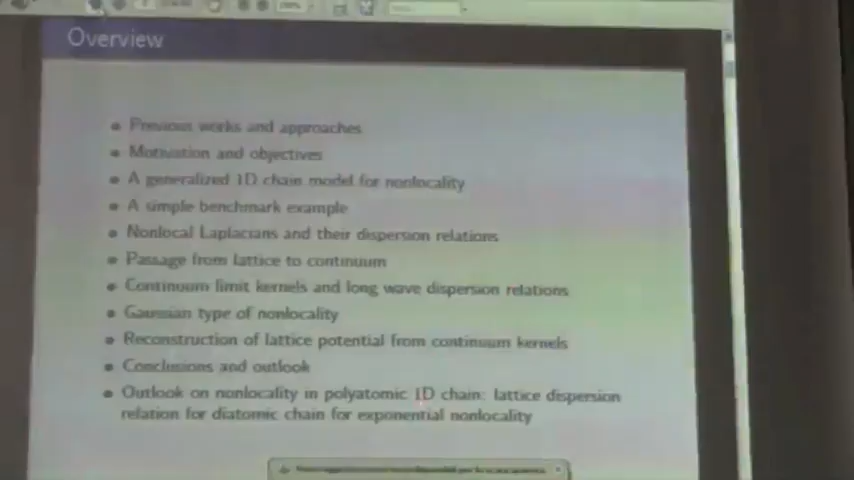 Overview
Previous works and approaches
Motivation and objectives
A generalized 1D chain model for nonlocality
A simple benchmark example
Nonlocal Laplacians and their dispersion relations
Passage from lattice to continuum
Continuum limit kernels and long wave dispersion relations
Gaussian type of nonlocality
Reconstruction of lattice potential from continuum kernels
Conclusions and outlook
Outlook on nonlocality in polyatomic 1D chain: lattice dispersion
relation for diatomic chain for exponential nonlocality